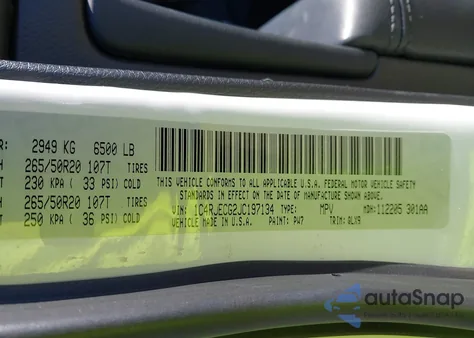 R: 2949 KG 6500 LB
H 265/50R20 107T TIRES
T 230 KPA ( 33 PSI) COLD
H 265/50R20 107T TIRES
T 250 KPA ( 36 PSI) COLD
THIS VEHICLE CONFORMS TO ALL APPLICABLE U.S.A. FEDERAL MOTOR VEHICLE SAFETY
STANDARDS IN EFFECT ON THE DATE OF MANUFACTURE SHOWN ABOVE.
VIN: 1C4RJECG2JC197134 TYPE: MPV MDH: 112205 301AA
VEHICLE MADE IN U.S.A. PAINT: PW7 TRIM: RLX9
autoSnap